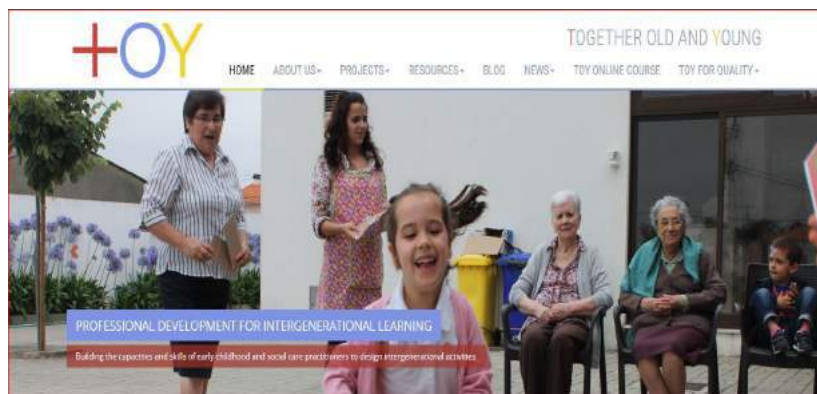 TOY
TOGETHER OLD AND YOUNG
HOME ABOUT US PROJECTS RESOURCES BLOG NEWS TOY ONLINE COURSE TOY FOR QUALITY
PROFESSIONAL DEVELOPMENT FOR INTERGENERATIONAL LEARNING
Building the capacities and skills of early childhood and social care practitioners to design intergenerational activities